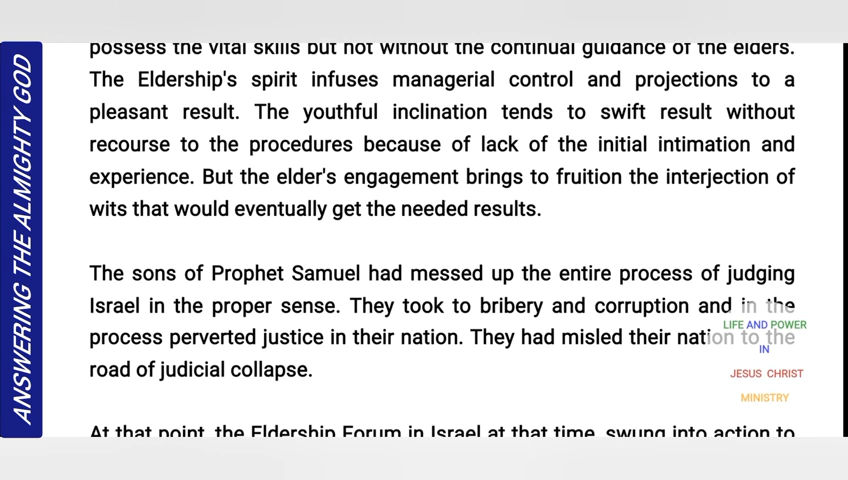 ANSWERING THE ALMIGHTY GOD
possess the vital skills but not without the continual guidance of the elders.
The Eldership's spirit infuses managerial control and projections to a
pleasant result. The youthful inclination tends to swift result without
recourse to the procedures because of lack of the initial intimation and
experience. But the elder's engagement brings to fruition the interjection of
wits that would eventually get the needed results.
The sons of Prophet Samuel had messed up the entire process of judging
Israel in the proper sense. They took to bribery and corruption and in the
process perverted justice in their nation. They had misled their nation to the
road of judicial collapse.
At that point, the Eldership Forum in Israel at that time, swung into action to
LIFE AND POWER
IN
JESUS CHRIST
MINISTRY